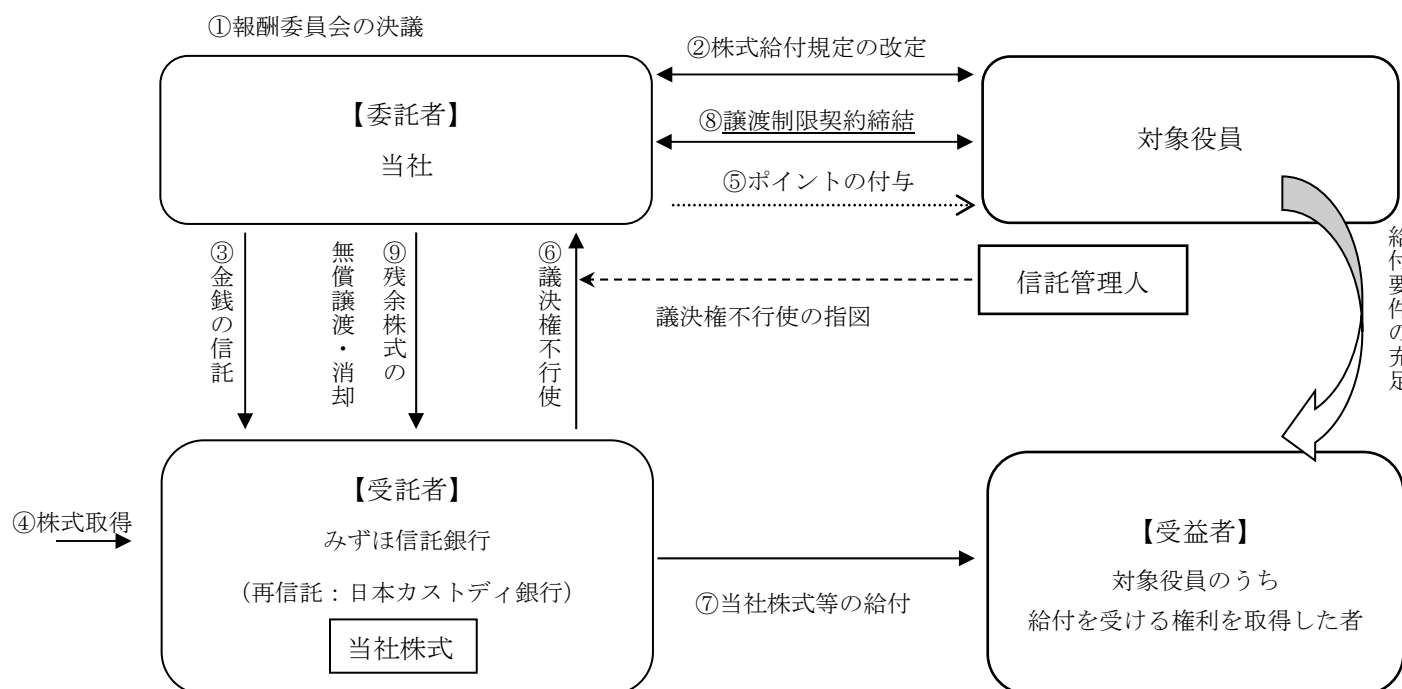 ①報酬委員会の決議
②株式給付規定の改定
【委託者】
当社
⑧譲渡制限契約締結
対象役員
⑤ポイントの付与
③金銭の信託
⑨残余株式の
無償譲渡・消却
⑥議決権不行使
信託管理人
議決権不行使の指図
給付要件の充足
【受託者】
みずほ信託銀行
(再信託:日本カストディ銀行)
当社株式
④株式取得
⑦当社株式等の給付
【受益者】
対象役員のうち
給付を受ける権利を取得した者